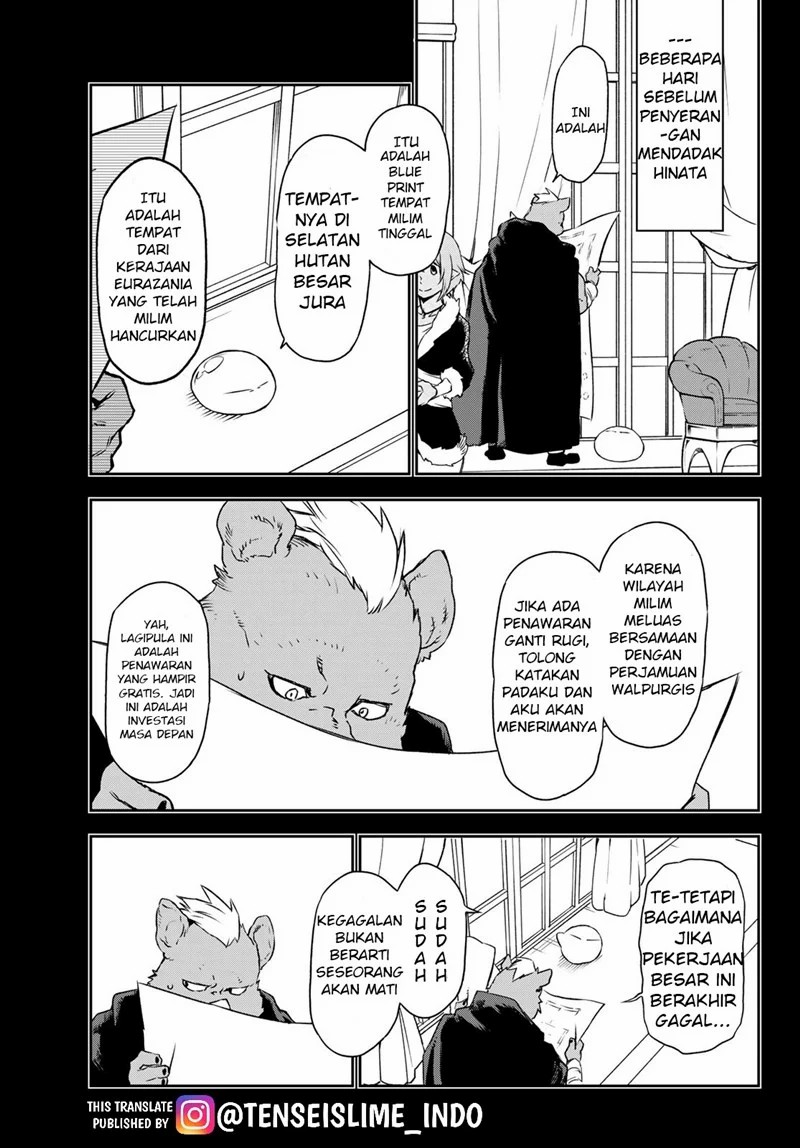 ---
BEBERAPA
HARI
SEBELUM
PENYERAN
-GAN
MENDADAK
HINATA
INI
ADALAH
ITU
ADALAH
BLUE
PRINT
TEMPAT
MILIM
TINGGAL
TEMPAT-
NYA DI
SELATAN
HUTAN
BESAR
JURA
ITU
ADALAH
TEMPAT
DARI
KERAJAAN
EURAZANIA
YANG TELAH
MILIM
HANCURKAN
KARENA
WILAYAH
MILIM
MELUAS
BERSAMAAN
DENGAN
PERJAMUAN
WALPURGIS
JIKA ADA
PENAWARAN
GANTI RUGI,
TOLONG
KATAKAN
PADAKU DAN
AKU AKAN
MENERIMANYA
YAH,
LAGIPULA INI
ADALAH
PENAWARAN
YANG HAMPIR
GRATIS. JADI
INI ADALAH
INVESTASI
MASA DEPAN
TE-TETAPI
BAGAIMANA
JIKA
PEKERJAAN
BESAR INI
BERAKHIR
GAGAL...
SUDAH
SUDAH
KEGAGALAN
BUKAN
BERARTI
SESEORANG
AKAN MATI
THIS TRANSLATE
PUBLISHED BY
@TENSEISLIME_INDO